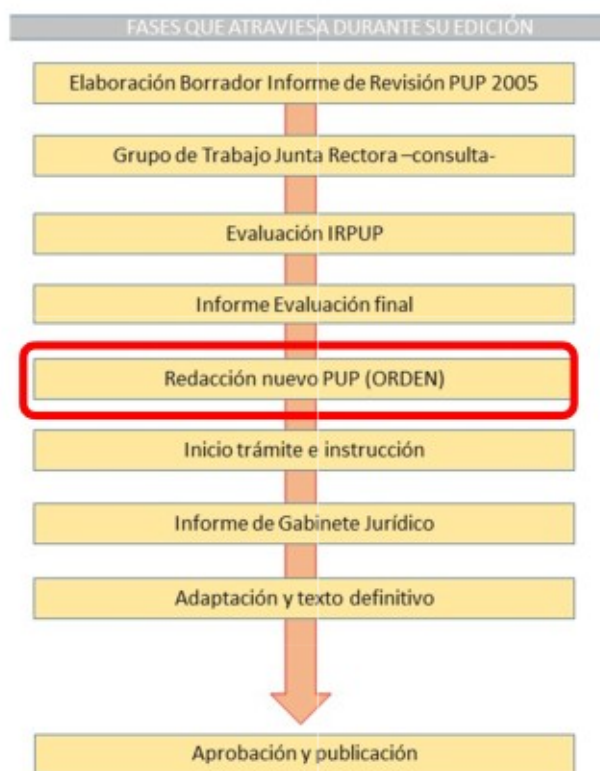 FASES QUE ATRAVIESA DURANTE SU EDICIÓN
Elaboración Borrador Informe de Revisión PUP 2005
Grupo de Trabajo Junta Rectora –consulta-
Evaluación IRPUP
Informe Evaluación final
Redacción nuevo PUP (ORDEN)
Inicio trámite e instrucción
Informe de Gabinete Jurídico
Adaptación y texto definitivo
Aprobación y publicación